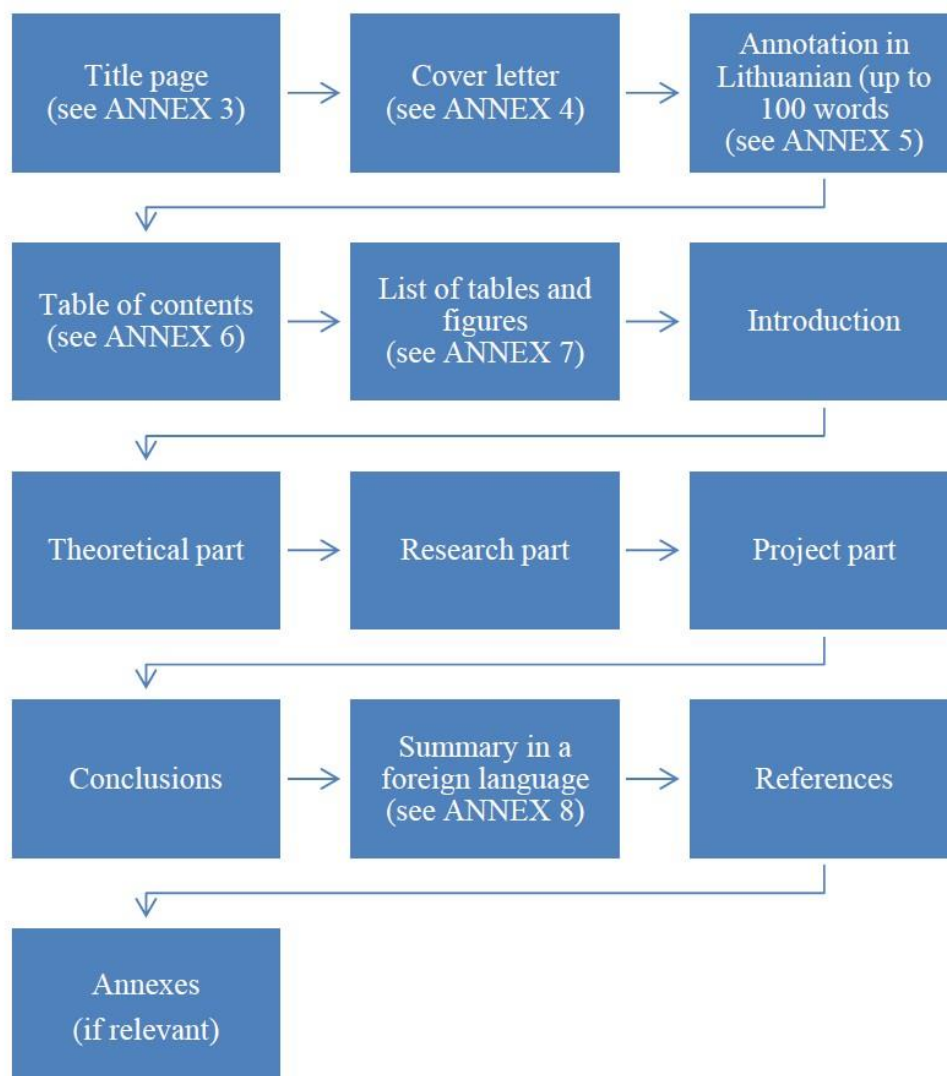 Title page
(see ANNEX 3)
Cover letter
(see ANNEX 4)
Annotation in
Lithuanian (up to
100 words
(see ANNEX 5)
Table of contents
(see ANNEX 6)
List of tables and
figures
(see ANNEX 7)
Introduction
Theoretical part
Research part
Project part
Conclusions
Summary in a
foreign language
(see ANNEX 8)
References
Annexes
(if relevant)